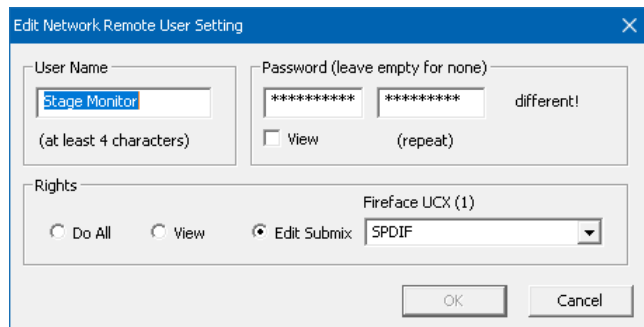 Edit Network Remote User Setting
User Name
Password (leave empty for none)
Stage Monitor
********** ********* different!
(at least 4 characters)
View
(repeat)
Rights
Fireface UCX (1)
Do All
View
Edit Submix
SPDIF
OK
Cancel